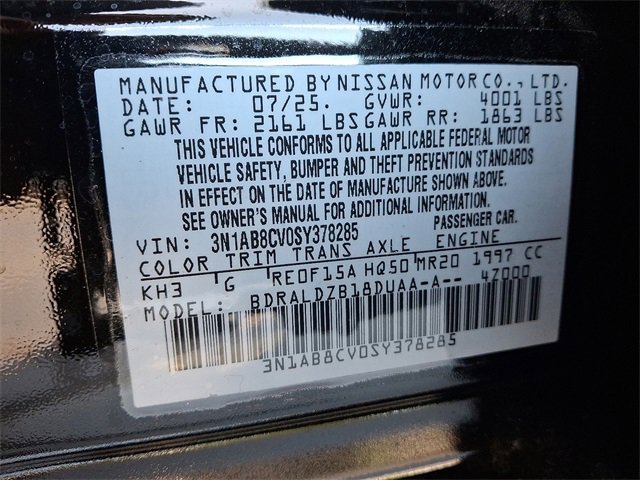 MANUFACTURED BY NISSAN MOTOR CO., LTD.
DATE: 07/25. GVWR: 4001 LBS
GAWR FR: 2161 LBS GAWR RR: 1863 LBS
THIS VEHICLE CONFORMS TO ALL APPLICABLE FEDERAL MOTOR
VEHICLE SAFETY, BUMPER AND THEFT PREVENTION STANDARDS
IN EFFECT ON THE DATE OF MANUFACTURE SHOWN ABOVE.
SEE OWNER'S MANUAL FOR ADDITIONAL INFORMATION.
VIN: 3N1AB8CV0SY378285 PASSENGER CAR.
COLOR TRIM TRANS AXLE ENGINE
KH3 G RE0F15A HQ50 MR20 1997 CC
MODEL: BDRALDZB18DUAA-A-- 4Z000
3N1AB8CV0SY378285